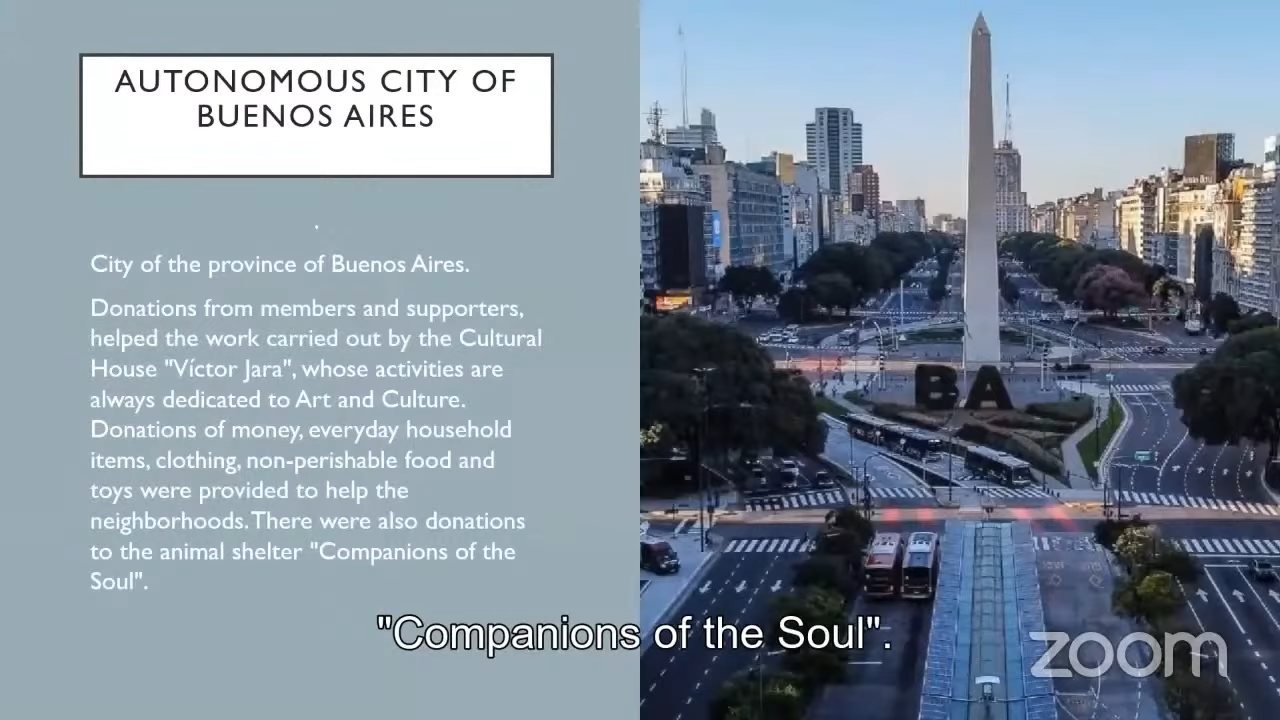 AUTONOMOUS CITY OF
BUENOS AIRES
.
City of the province of Buenos Aires.
Donations from members and supporters,
helped the work carried out by the Cultural
House "Víctor Jara", whose activities are
always dedicated to Art and Culture.
Donations of money, everyday household
items, clothing, non-perishable food and
toys were provided to help the
neighborhoods. There were also donations
to the animal shelter "Companions of the
Soul".
"Companions of the Soul".
BA
zoom